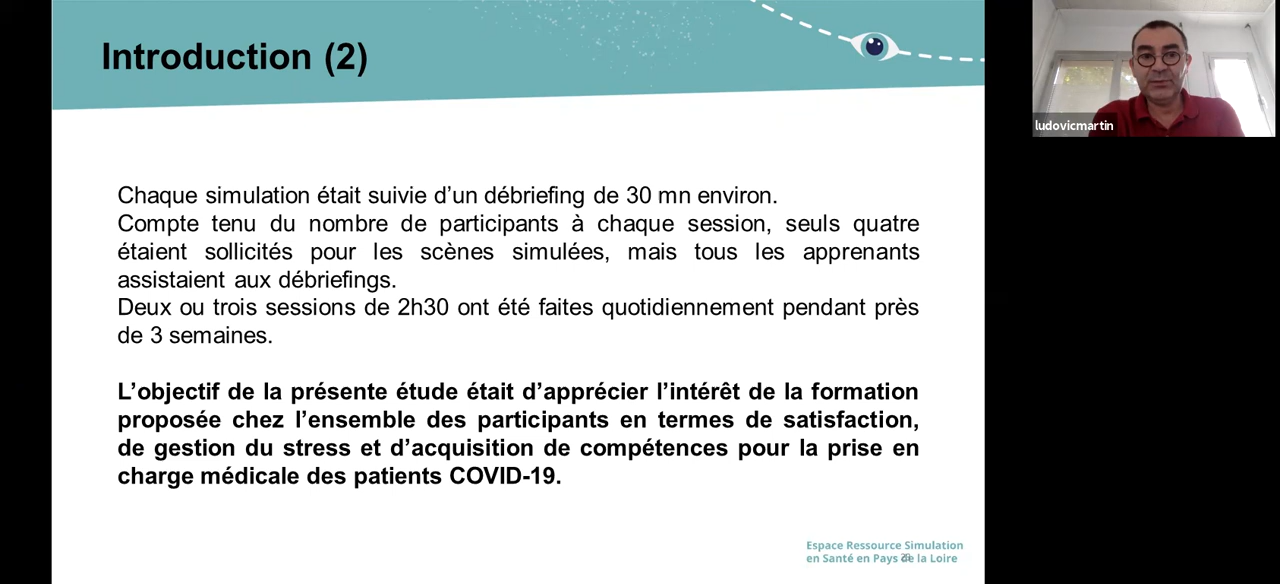 Introduction (2)
ludovicmartin
Chaque simulation était suivie d’un débriefing de 30 mn environ.
Compte tenu du nombre de participants à chaque session, seuls quatre
étaient sollicités pour les scènes simulées, mais tous les apprenants
assistaient aux débriefings.
Deux ou trois sessions de 2h30 ont été faites quotidiennement pendant près
de 3 semaines.
L’objectif de la présente étude était d’apprécier l’intérêt de la formation
proposée chez l’ensemble des participants en termes de satisfaction,
de gestion du stress et d’acquisition de compétences pour la prise en
charge médicale des patients COVID-19.
Espace Ressource Simulation
en Santé en Pays de la Loire